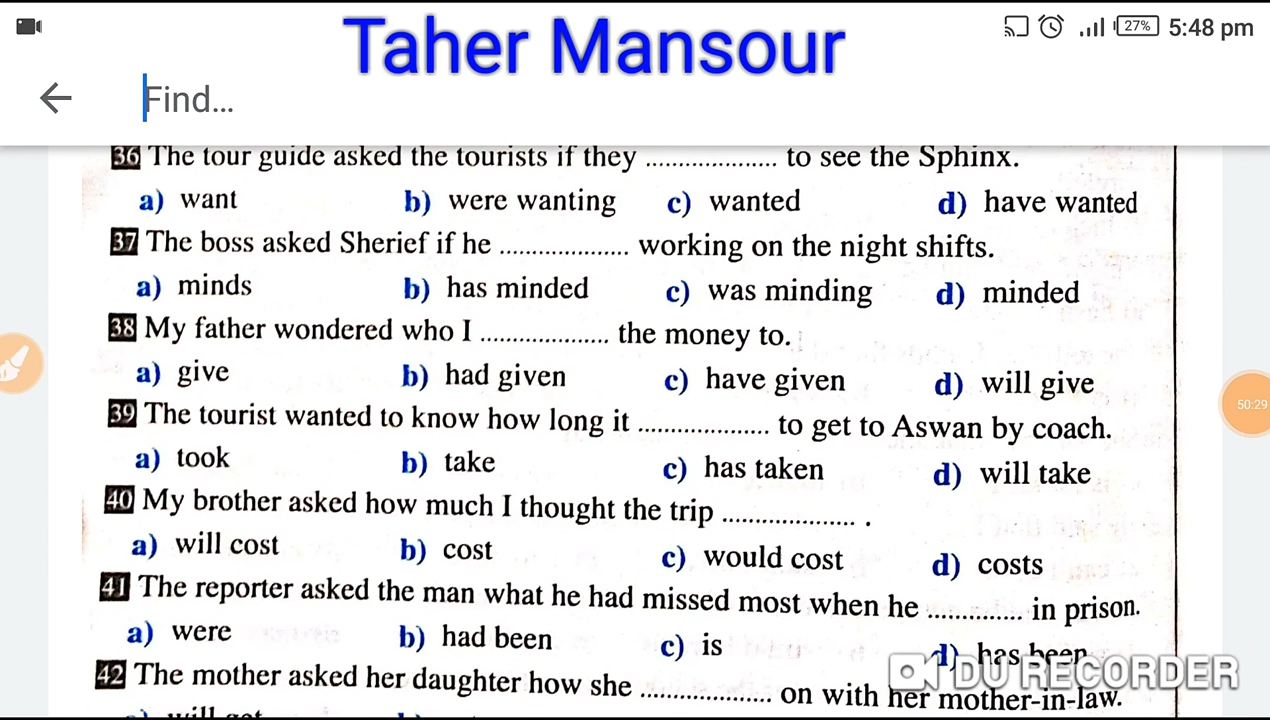 Taher Mansour
27% 5:48 pm
Find...
36 The tour guide asked the tourists if they .................. to see the Sphinx.
a) want b) were wanting c) wanted d) have wanted
37 The boss asked Sherief if he .................. working on the night shifts.
a) minds b) has minded c) was minding d) minded
38 My father wondered who I .................. the money to.
a) give b) had given c) have given d) will give
50:29
39 The tourist wanted to know how long it .................. to get to Aswan by coach.
a) took b) take c) has taken d) will take
40 My brother asked how much I thought the trip .................. .
a) will cost b) cost c) would cost d) costs
41 The reporter asked the man what he had missed most when he ............. in prison.
a) were b) had been c) is d) has been
DU RECORDER
42 The mother asked her daughter how she .................. on with her mother-in-law.
a) will get